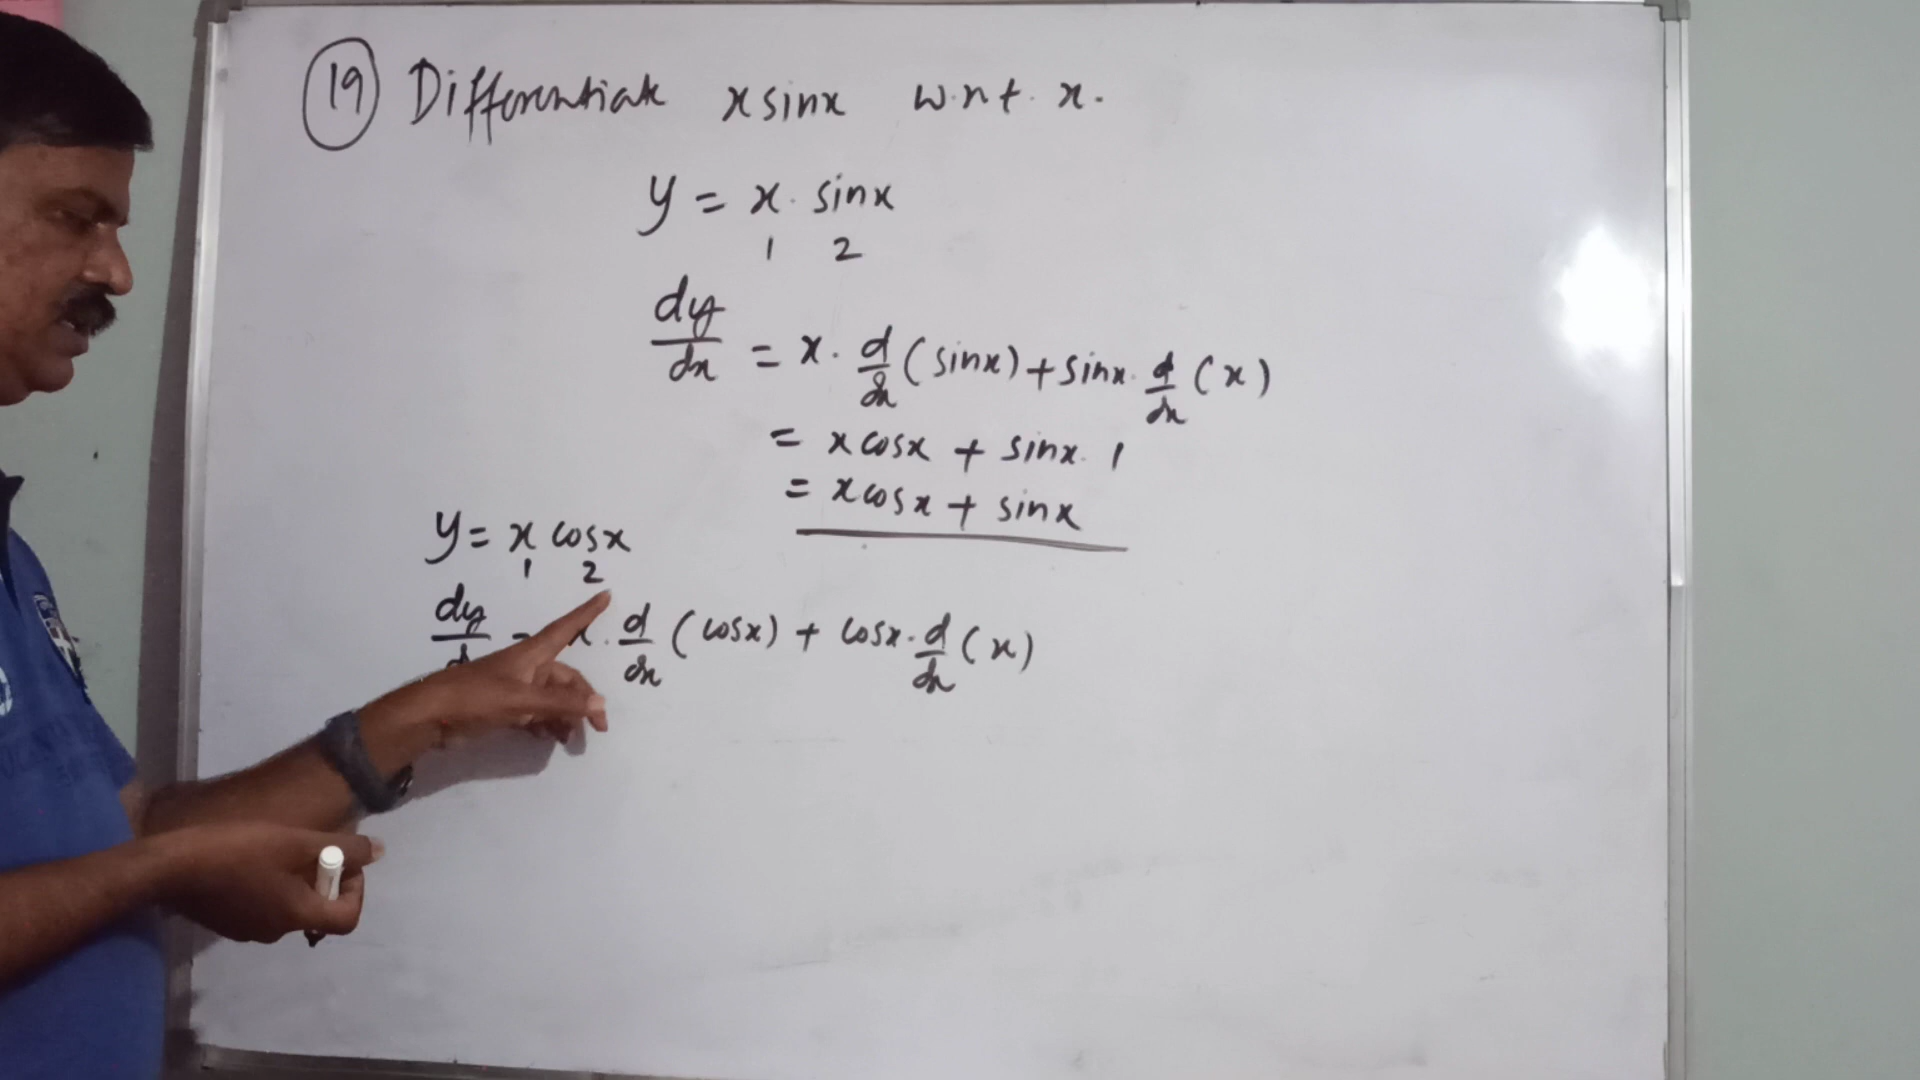 19 Differentiate x sinx w.r.t. x.
y = x. sinx
1 2
dy/dx = x. d/dx (sinx) + sinx. d/dx (x)
= x cosx + sinx. 1
= x cosx + sinx
y = x cosx
1 2
dy/dx = x. d/dx (cosx) + cosx. d/dx (x)